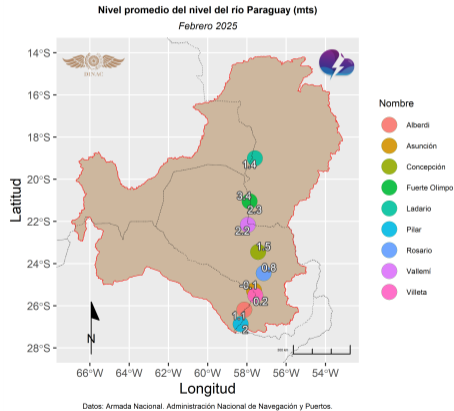 Nivel promedio del nivel del río Paraguay (mts)
Febrero 2025
DINAC
Latitud
14°S
16°S
18°S
20°S
22°S
24°S
26°S
28°S
1.4
3.4
2.3
2.2
1.5
0.8
-0.1
0.2
1.1
2
N
66°W
64°W
62°W
60°W
58°W
56°W
54°W
Longitud
Nombre
Alberdi
Asunción
Concepción
Fuerte Olimpo
Ladario
Pilar
Rosario
Vallemí
Villeta
Datos: Armada Nacional. Administración Nacional de Navegación y Puertos.